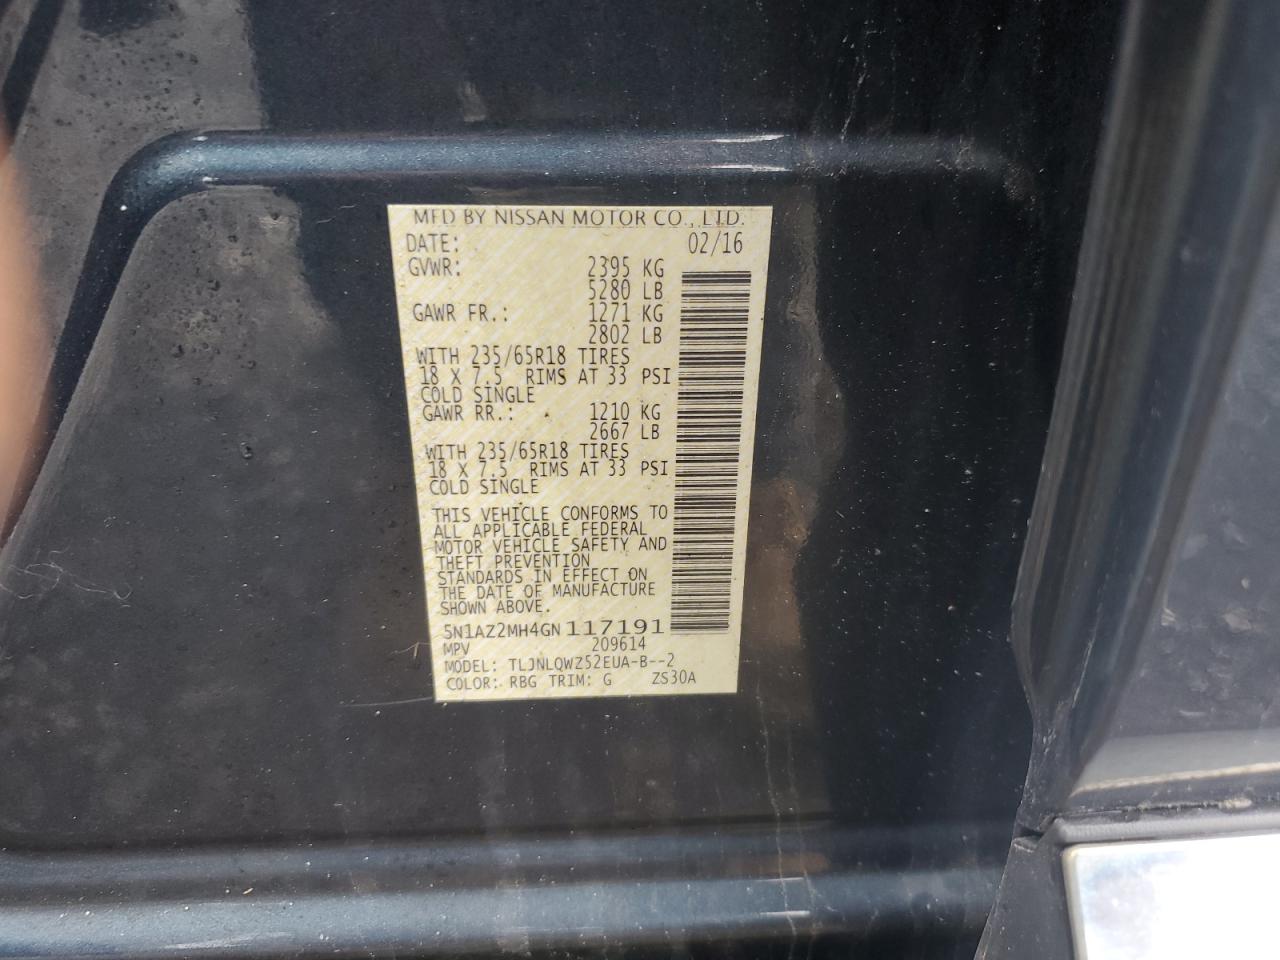 MFD BY NISSAN MOTOR CO., LTD.
DATE: 02/16
GVWR: 2395 KG
5280 LB
GAWR FR.: 1271 KG
2802 LB
WITH 235/65R18 TIRES
18 X 7.5 RIMS AT 33 PSI
COLD SINGLE
GAWR RR.: 1210 KG
2667 LB
WITH 235/65R18 TIRES
18 X 7.5 RIMS AT 33 PSI
COLD SINGLE
THIS VEHICLE CONFORMS TO
ALL APPLICABLE FEDERAL
MOTOR VEHICLE SAFETY AND
THEFT PREVENTION
STANDARDS IN EFFECT ON
THE DATE OF MANUFACTURE
SHOWN ABOVE.
5N1AZ2MH4GN117191
MPV 209614
MODEL: TLJNLQWZ52EUA-B--2
COLOR: RBG TRIM: G ZS30A